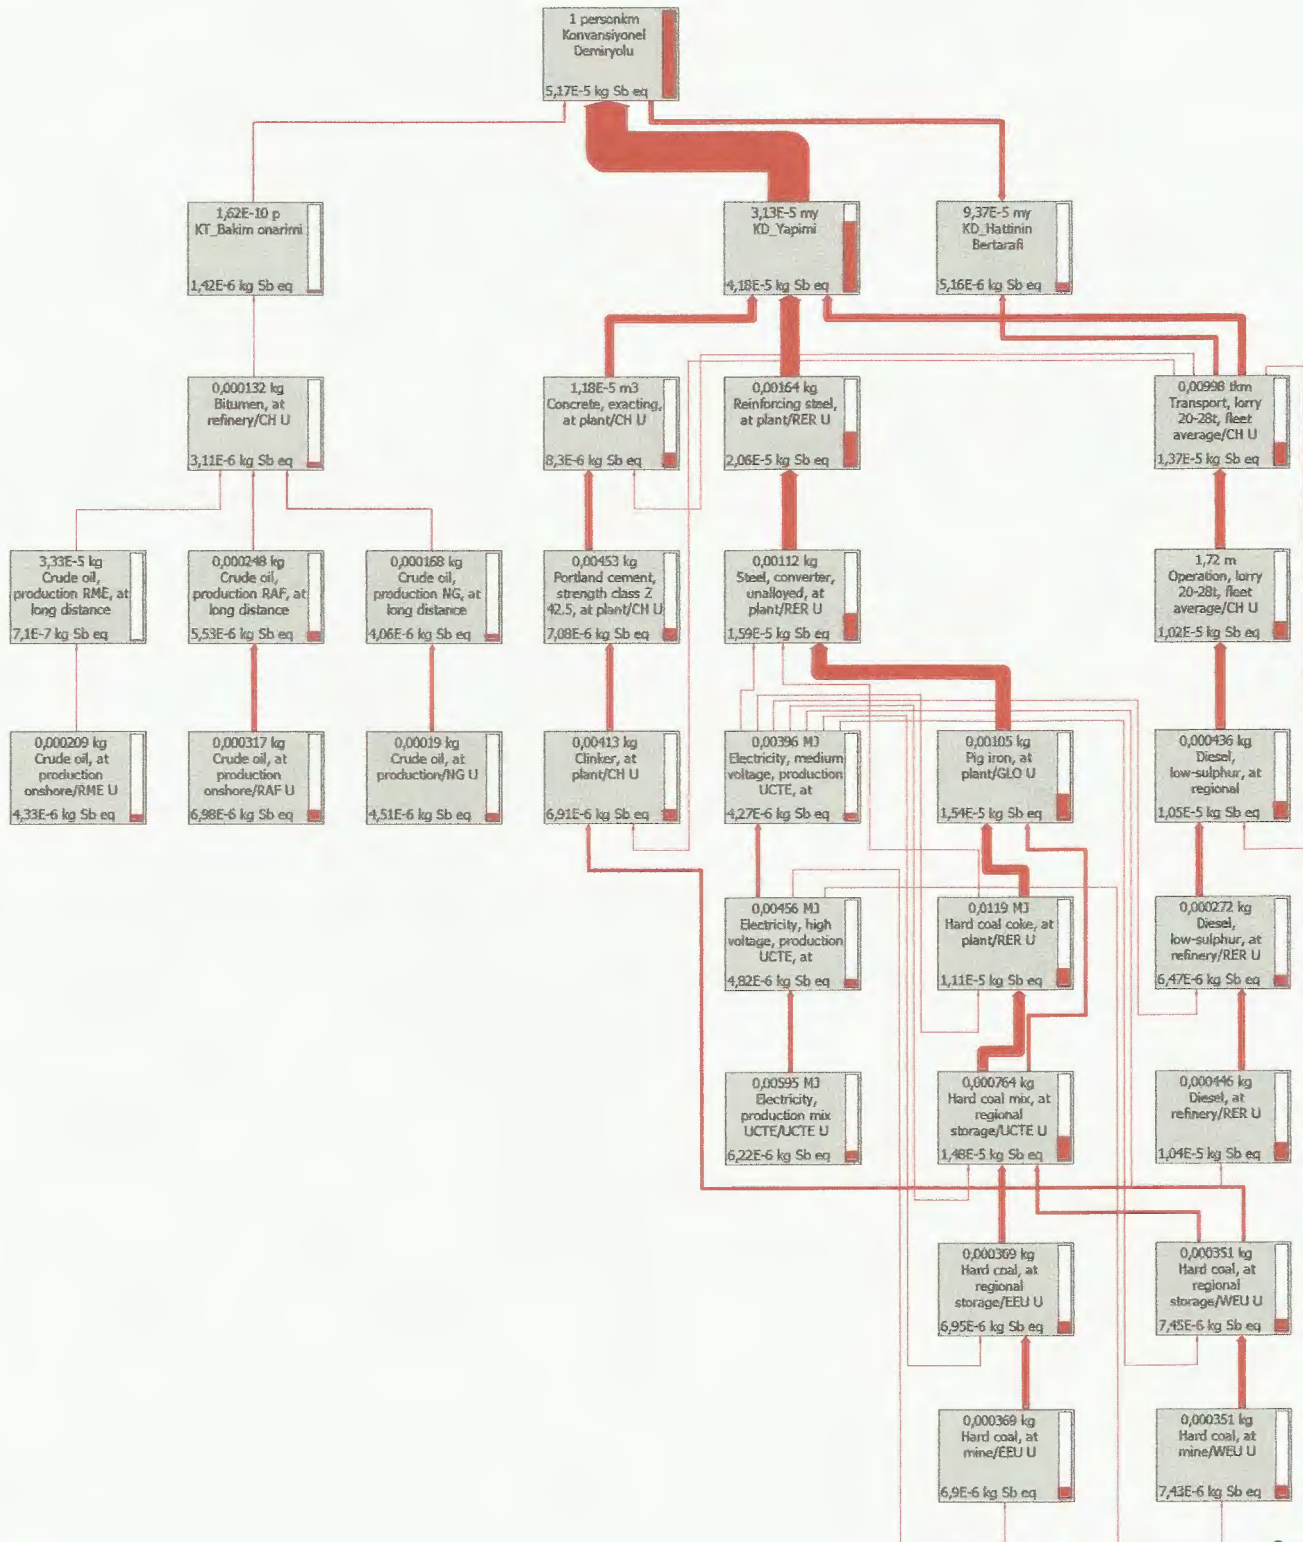 1 personkm
Konvansiyonel
Demiryolu
5,17E-5 kg Sb eq
1,62E-10 p
KT_Bakim onarimi
1,42E-6 kg Sb eq
3,13E-5 my
KD_Yapimi
4,18E-5 kg Sb eq
9,37E-5 my
KD_Hattinin
Bertarafi
5,16E-6 kg Sb eq
0,000132 kg
Bitumen, at
refinery/CH U
3,11E-6 kg Sb eq
1,18E-5 m3
Concrete, exacting,
at plant/CH U
8,3E-6 kg Sb eq
0,00164 kg
Reinforcing steel,
at plant/RER U
2,06E-5 kg Sb eq
0,00998 tkm
Transport, lorry
20-28t, fleet
average/CH U
1,37E-5 kg Sb eq
3,33E-5 kg
Crude oil,
production RME, at
long distance
7,1E-7 kg Sb eq
0,000248 kg
Crude oil,
production RAF, at
long distance
5,53E-6 kg Sb eq
0,000168 kg
Crude oil,
production NG, at
long distance
4,06E-6 kg Sb eq
0,00453 kg
Portland cement,
strength class Z
42.5, at plant/CH U
7,08E-6 kg Sb eq
0,00112 kg
Steel, converter,
unalloyed, at
plant/RER U
1,59E-5 kg Sb eq
1,72 m
Operation, lorry
20-28t, fleet
average/CH U
1,02E-5 kg Sb eq
0,000209 kg
Crude oil, at
production
onshore/RME U
4,33E-6 kg Sb eq
0,000317 kg
Crude oil, at
production
onshore/RAF U
6,98E-6 kg Sb eq
0,00019 kg
Crude oil, at
production/NG U
4,51E-6 kg Sb eq
0,00413 kg
Clinker, at
plant/CH U
6,91E-6 kg Sb eq
0,00396 MJ
Electricity, medium
voltage, production
UCTE, at
4,27E-6 kg Sb eq
0,00105 kg
Pig iron, at
plant/GLO U
1,54E-5 kg Sb eq
0,000436 kg
Diesel,
low-sulphur, at
regional
1,05E-5 kg Sb eq
0,00456 MJ
Electricity, high
voltage, production
UCTE, at
4,82E-6 kg Sb eq
0,0119 MJ
Hard coal coke, at
plant/RER U
1,11E-5 kg Sb eq
0,000272 kg
Diesel,
low-sulphur, at
refinery/RER U
6,47E-6 kg Sb eq
0,00595 MJ
Electricity,
production mix
UCTE/UCTE U
6,22E-6 kg Sb eq
0,000764 kg
Hard coal mix, at
regional
storage/UCTE U
1,48E-5 kg Sb eq
0,000446 kg
Diesel, at
refinery/RER U
1,04E-5 kg Sb eq
0,000369 kg
Hard coal, at
regional
storage/EEU U
6,95E-6 kg Sb eq
0,000351 kg
Hard coal, at
regional
storage/WEU U
7,45E-6 kg Sb eq
0,000369 kg
Hard coal, at
mine/EEU U
6,9E-6 kg Sb eq
0,000351 kg
Hard coal, at
mine/WEU U
7,43E-6 kg Sb eq